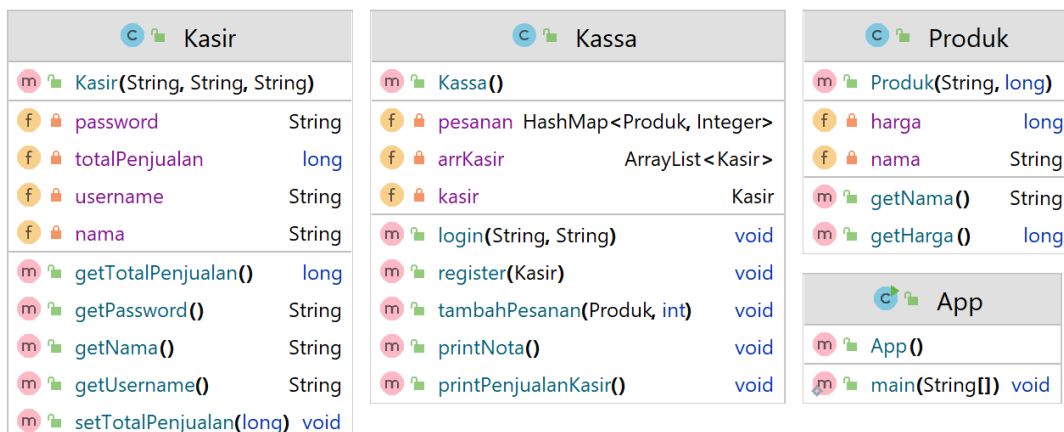 Kasir
Kasir(String, String, String)
password String
totalPenjualan long
username String
nama String
getTotalPenjualan() long
getPassword() String
getNama() String
getUsername() String
setTotalPenjualan(long) void
Kassa
Kassa()
pesanan HashMap<Produk, Integer>
arrKasir ArrayList<Kasir>
kasir Kasir
login(String, String) void
register(Kasir) void
tambahPesanan(Produk, int) void
printNota() void
printPenjualanKasir() void
Produk
Produk(String, long)
harga long
nama String
getNama() String
getHarga() long
App
App()
main(String[]) void